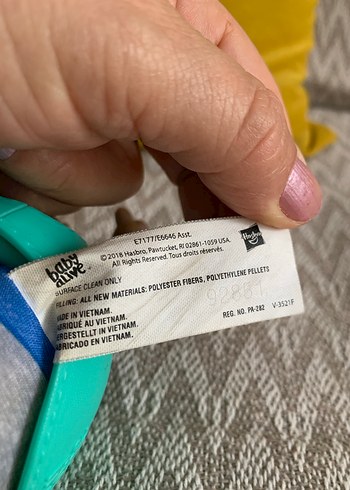 E7177/E6646 Asst.
© 2018 Hasbro, Pawtucket, RI 02861-1059 USA.
All Rights Reserved. Tous droits réservés.
Hasbro
baby alive
SURFACE CLEAN ONLY
FILLING: ALL NEW MATERIALS: POLYESTER FIBERS, POLYETHYLENE PELLETS
MADE IN VIETNAM.
FABRIQUÉ AU VIETNAM.
HERGESTELLT IN VIETNAM.
FABRICADO EN VIETNAM.
REG. NO. PA-282 V-3521F